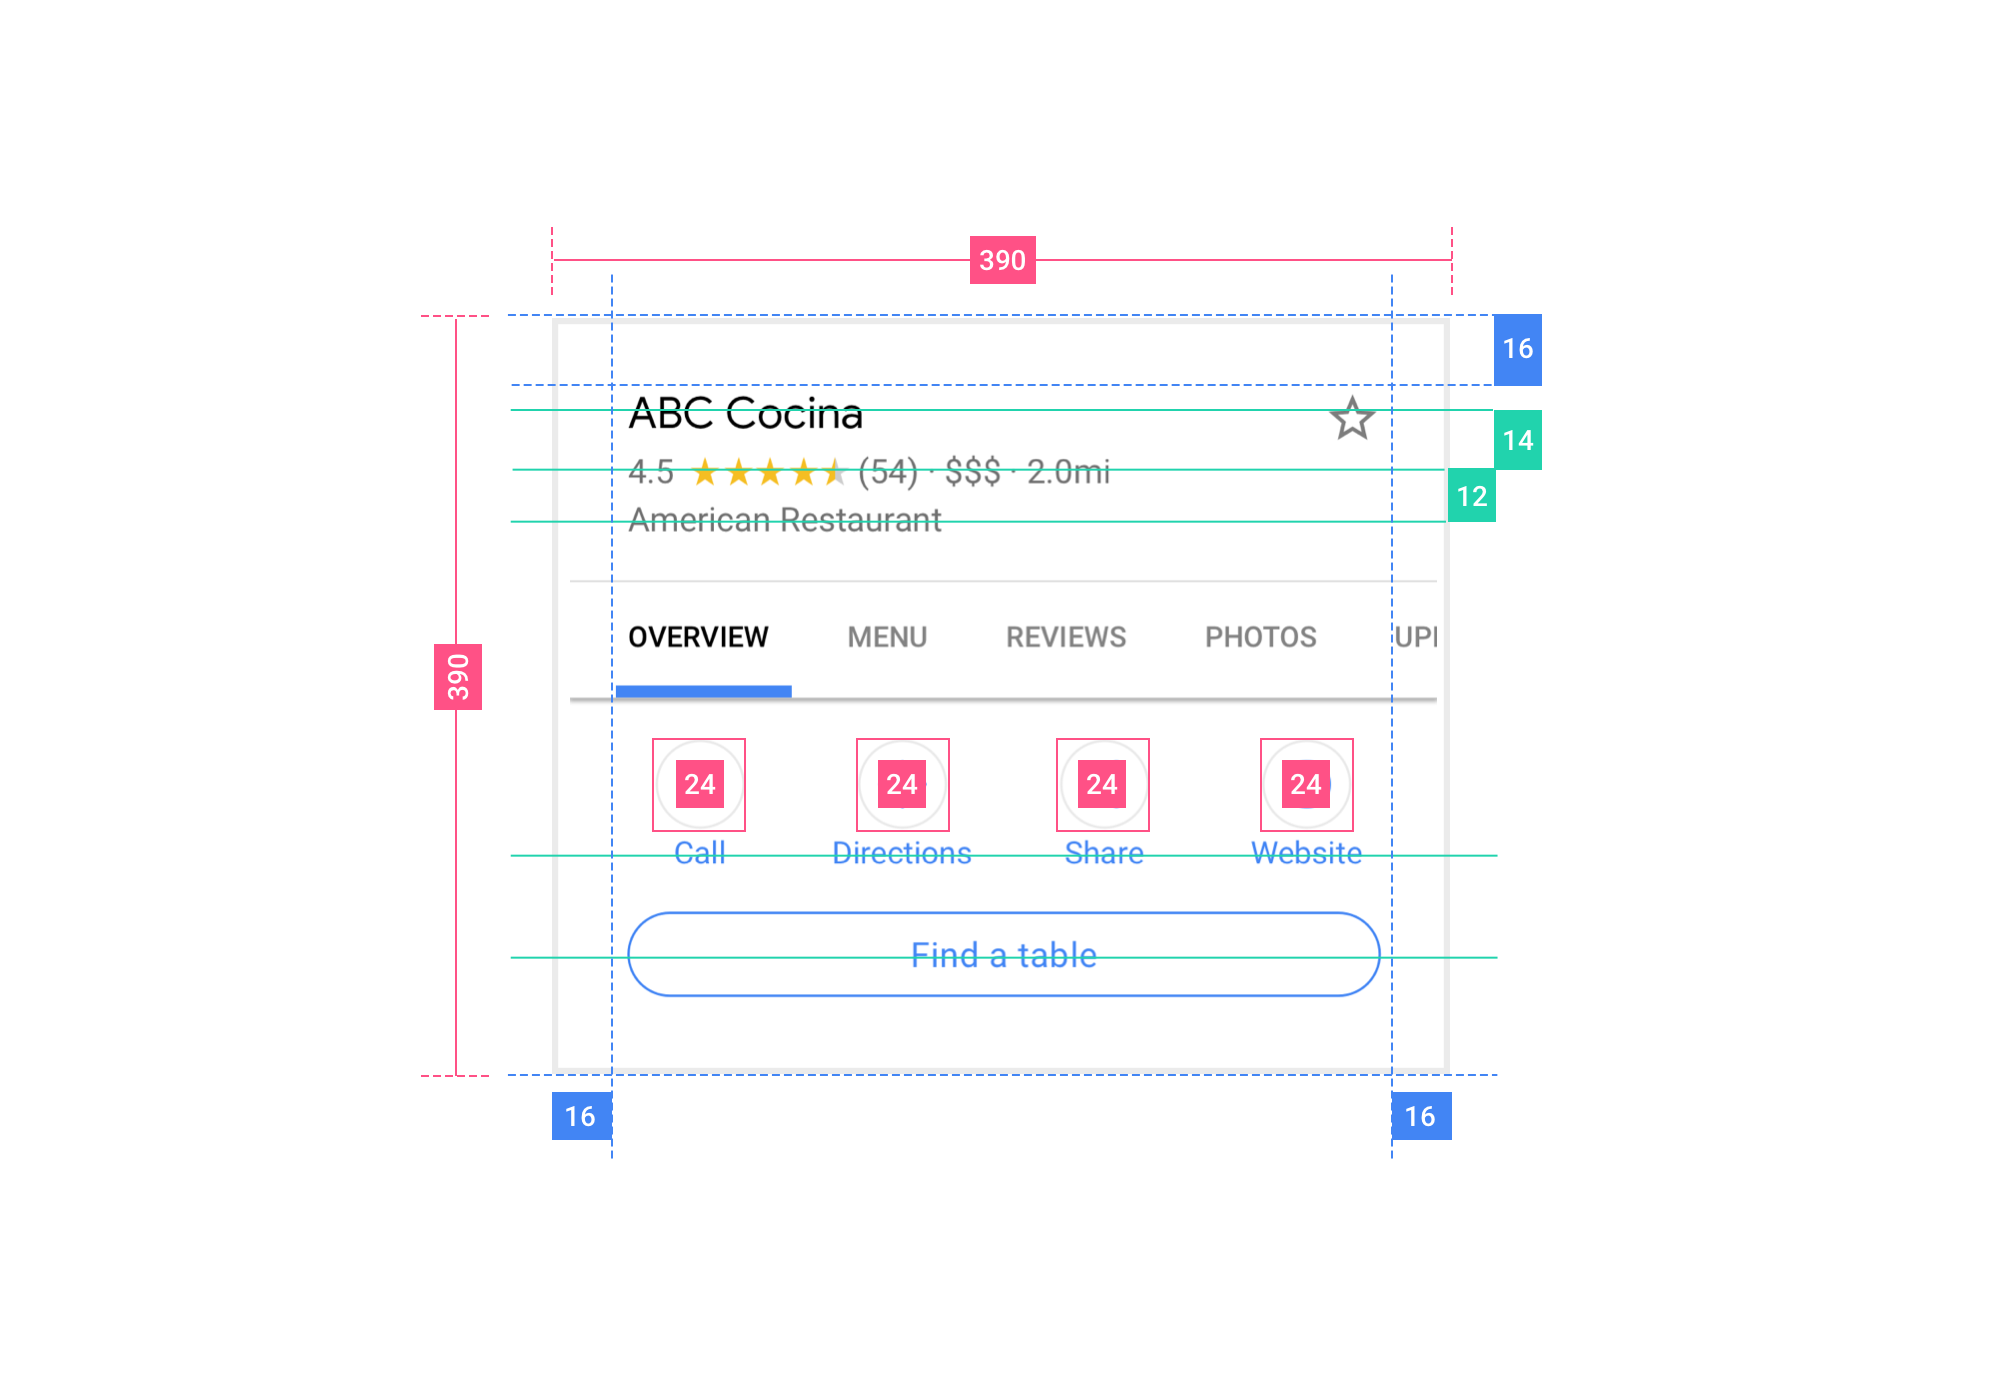 390
16
ABC Cocina
14
4.5 (54) · $$$ · 2.0mi
12
American Restaurant
OVERVIEW MENU REVIEWS PHOTOS UPI
390
24 24 24 24
Call Directions Share Website
Find a table
16 16